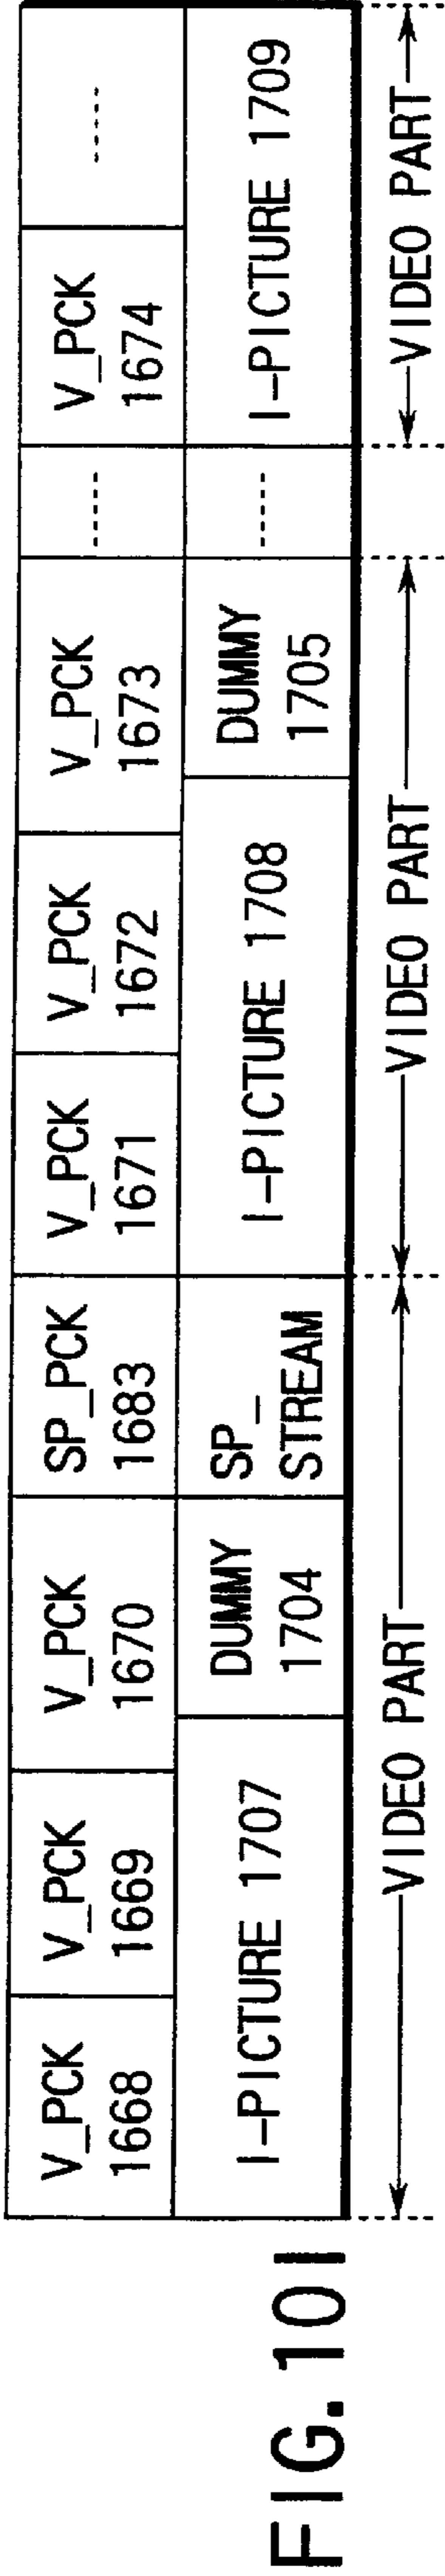 V_PCK
1668
V_PCK
1669
V_PCK
1670
SP_PCK
1683
V_PCK
1671
V_PCK
1672
V_PCK
1673
-----
V_PCK
1674
-----
I-PICTURE 1707
DUMMY
1704
SP_
STREAM
I-PICTURE 1708
DUMMY
1705
-----
I-PICTURE 1709
VIDEO PART
VIDEO PART
VIDEO PART
FIG. 10I